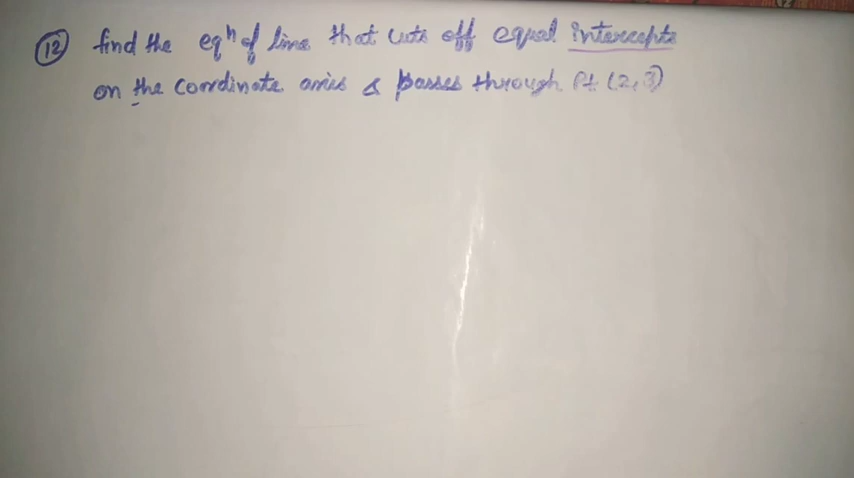 (12) find the eqⁿ of line that cuts off equal intercepts
on the coordinate axis & passes through Pt (2,3)